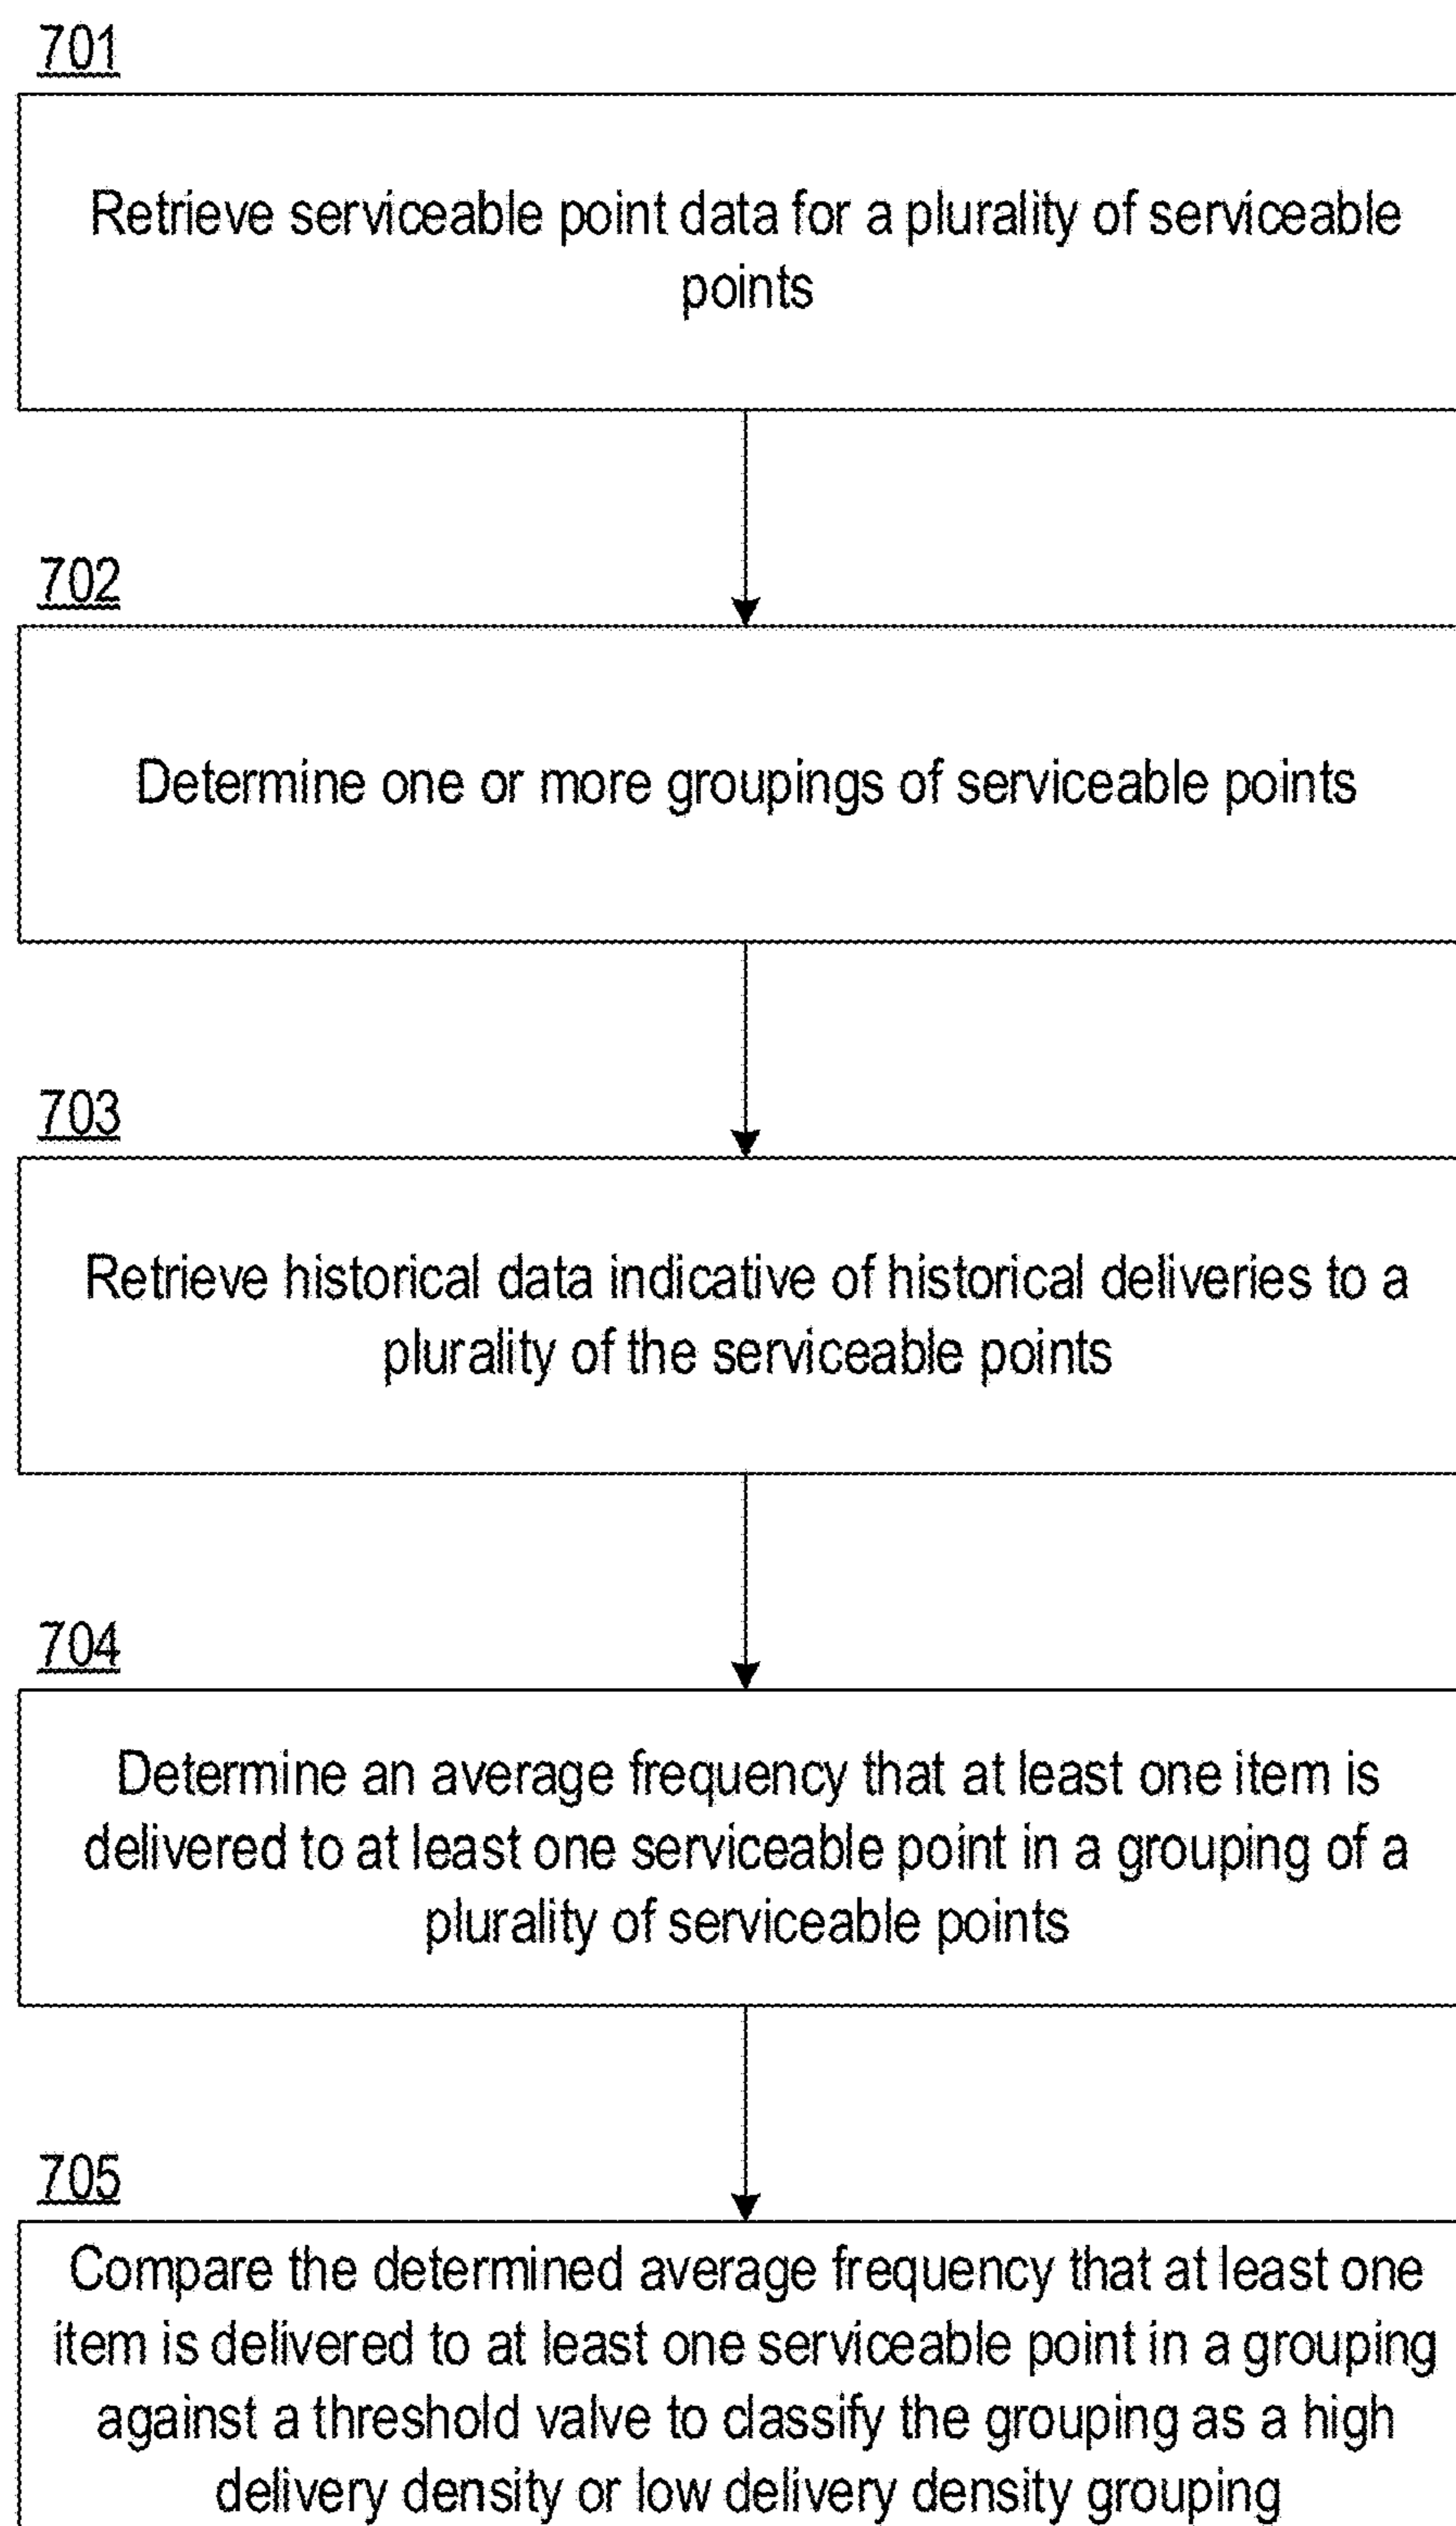 701
Retrieve serviceable point data for a plurality of serviceable
points
702
Determine one or more groupings of serviceable points
703
Retrieve historical data indicative of historical deliveries to a
plurality of the serviceable points
704
Determine an average frequency that at least one item is
delivered to at least one serviceable point in a grouping of a
plurality of serviceable points
705
Compare the determined average frequency that at least one
item is delivered to at least one serviceable point in a grouping
against a threshold valve to classify the grouping as a high
delivery density or low delivery density grouping